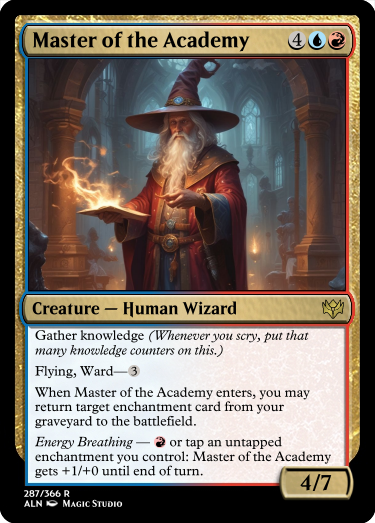 Master of the Academy 4
Creature — Human Wizard
Gather knowledge (Whenever you scry, put that
many knowledge counters on this.)
Flying, Ward—3
When Master of the Academy enters, you may
return target enchantment card from your
graveyard to the battlefield.
Energy Breathing — or tap an untapped
enchantment you control: Master of the Academy
gets +1/+0 until end of turn.
4/7
287/366 R
ALN Magic Studio